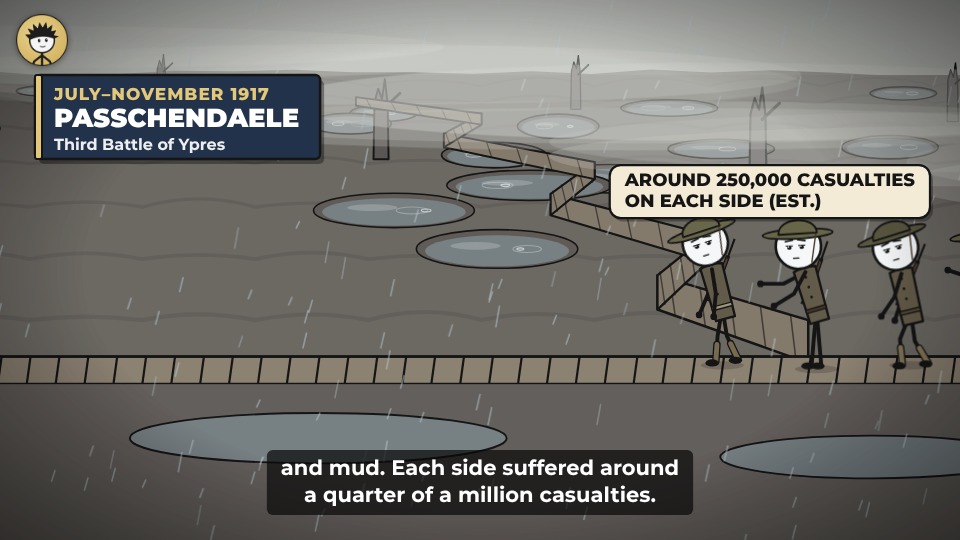 JULY–NOVEMBER 1917
PASSCHENDAELE
Third Battle of Ypres
AROUND 250,000 CASUALTIES
ON EACH SIDE (EST.)
and mud. Each side suffered around
a quarter of a million casualties.